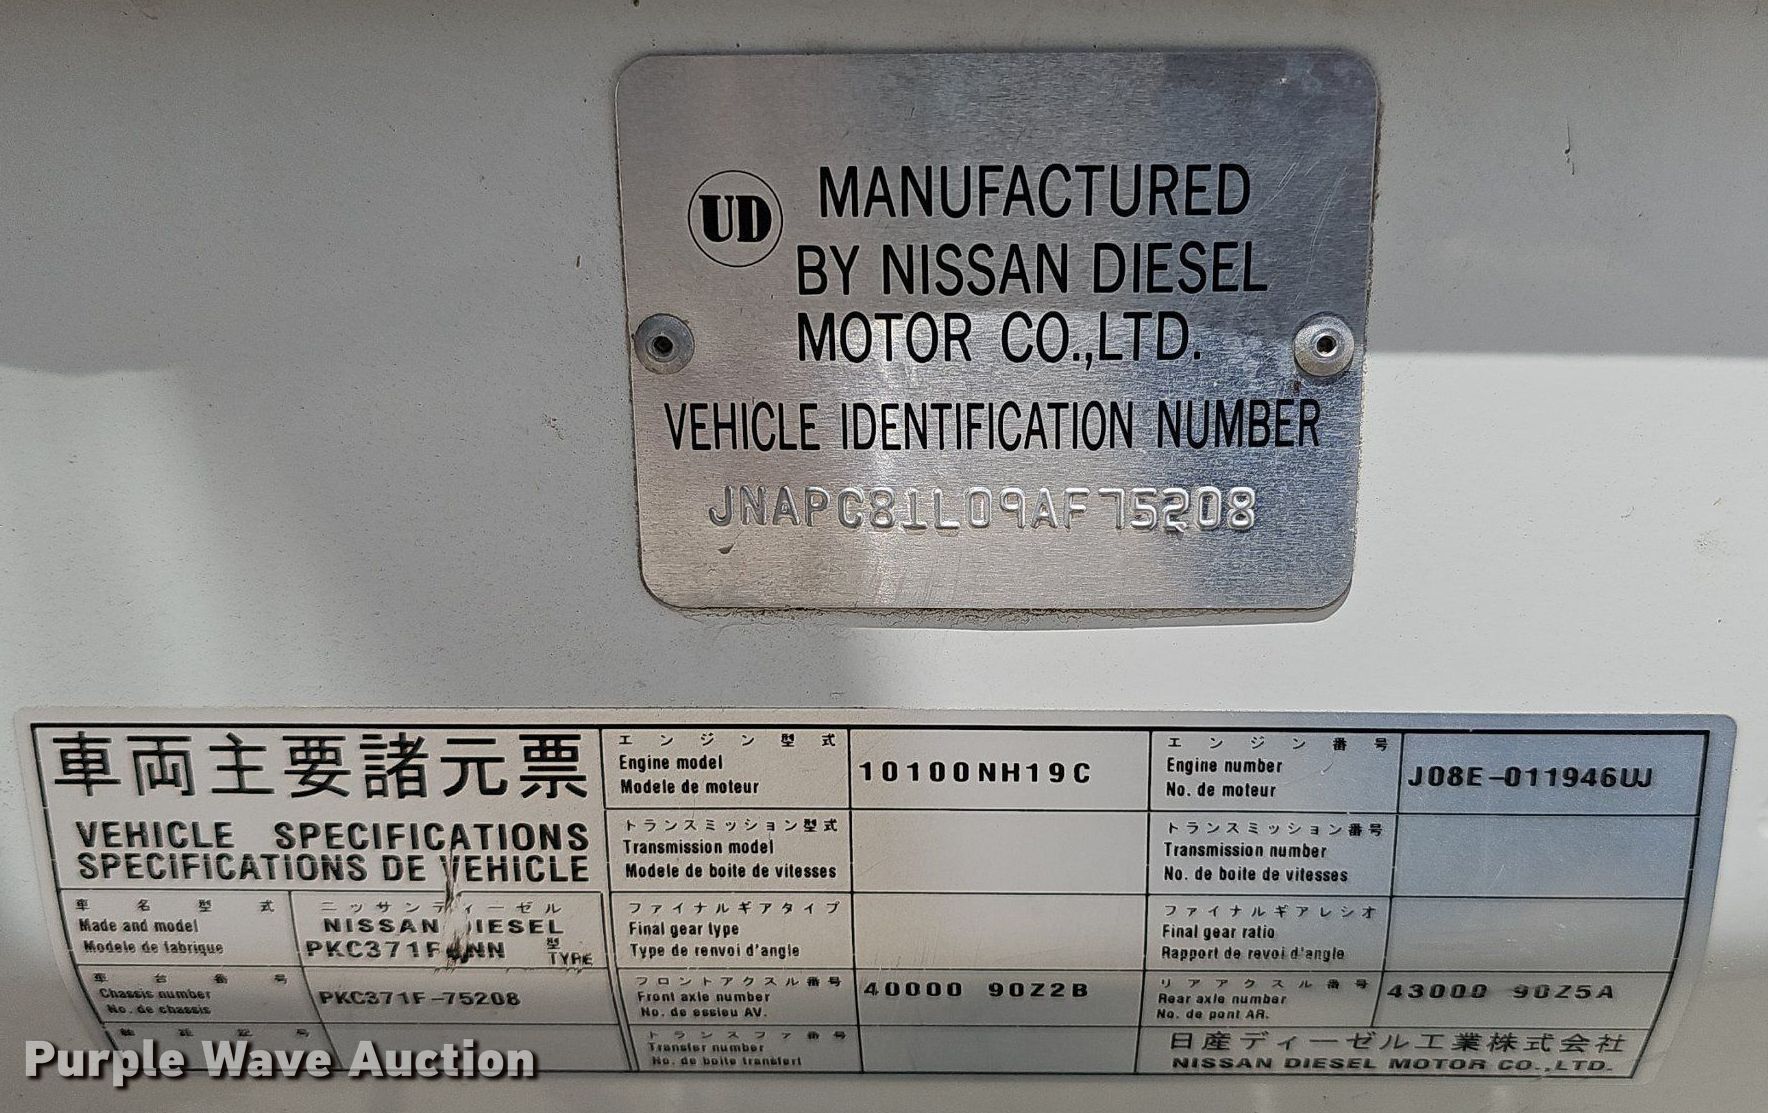 UD MANUFACTURED
BY NISSAN DIESEL
MOTOR CO.,LTD.
VEHICLE IDENTIFICATION NUMBER
JNAPC81L09AF75208
車両主要諸元票
VEHICLE SPECIFICATIONS
SPECIFICATIONS DE VEHICLE
車名型式
Made and model
Modele de fabrique
ニッサンディーゼル
NISSAN DIESEL
型
TYPE
車台番号
Chassis number
No. de chassis
PKC371F-75208
エンジン型式
Engine model
Modele de moteur
10100NH19C
エンジン番号
Engine number
No. de moteur
J08E-011946UJ
トランスミッション型式
Transmission model
Modele de boite de vitesses
トランスミッション番号
Transmission number
No. de boite de vitesses
ファイナルギアタイプ
Final gear type
Type de renvoi d'angle
ファイナルギアレシオ
Final gear ratio
Rapport de revoi d'angle
フロントアクスル番号
Front axle number
No. de essieu AV.
40000 90Z2B
リアアクスル番号
Rear axle number
No. de pont AR.
43000 90Z5A
トランスファ番号
Transfer number
No. de boite transfert
日産ディーゼル工業株式会社
NISSAN DIESEL MOTOR CO.,LTD.
Purple Wave Auction